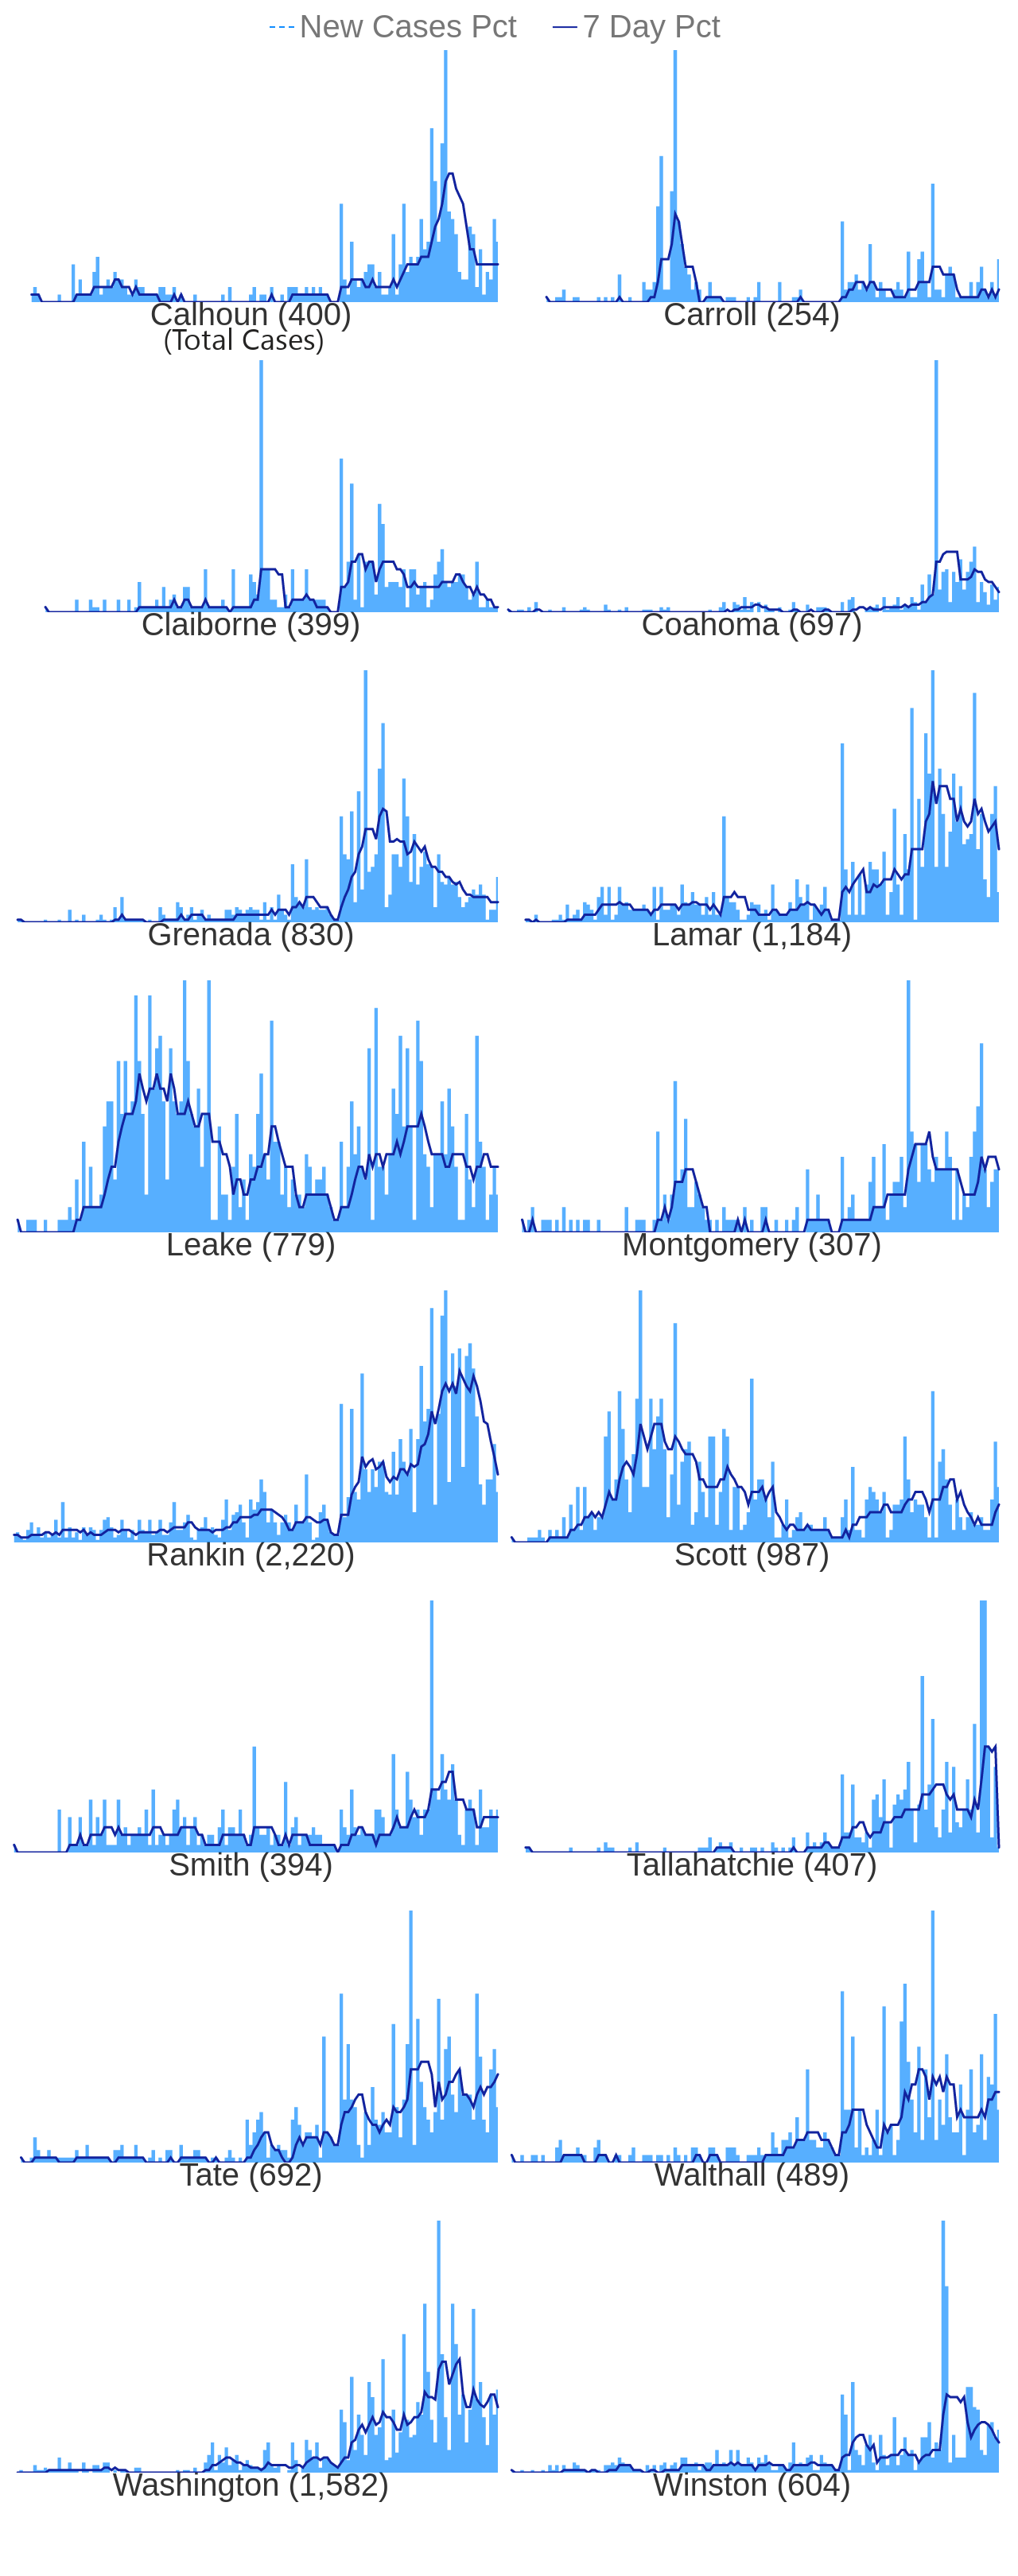 New Cases Pct 7 Day Pct
Calhoun (400) Carroll (254)
(Total Cases)
Claiborne (399) Coahoma (697)
Grenada (830) Lamar (1,184)
Leake (779) Montgomery (307)
Rankin (2,220) Scott (987)
Smith (394) Tallahatchie (407)
Tate (692) Walthall (489)
Washington (1,582) Winston (604)